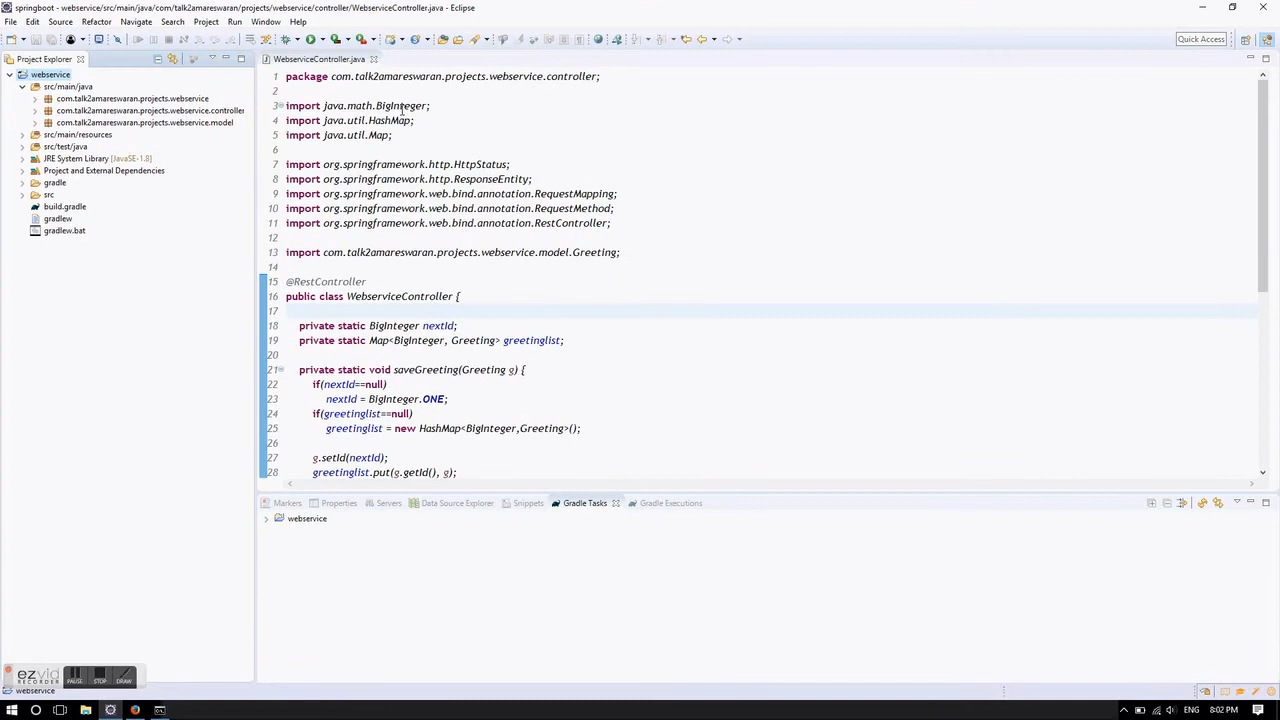 springboot - webservice/src/main/java/com/talk2amareswaran/projects/webservice/controller/WebserviceController.java - Eclipse
File Edit Source Refactor Navigate Search Project Run Window Help
Quick Access
Project Explorer
webservice
src/main/java
com.talk2amareswaran.projects.webservice
com.talk2amareswaran.projects.webservice.controller
com.talk2amareswaran.projects.webservice.model
src/main/resources
src/test/java
JRE System Library [JavaSE-1.8]
Project and External Dependencies
gradle
src
build.gradle
gradlew
gradlew.bat
WebserviceController.java
1 package com.talk2amareswaran.projects.webservice.controller;
2
3 import java.math.BigInteger;
4 import java.util.HashMap;
5 import java.util.Map;
6
7 import org.springframework.http.HttpStatus;
8 import org.springframework.http.ResponseEntity;
9 import org.springframework.web.bind.annotation.RequestMapping;
10 import org.springframework.web.bind.annotation.RequestMethod;
11 import org.springframework.web.bind.annotation.RestController;
12
13 import com.talk2amareswaran.projects.webservice.model.Greeting;
14
15 @RestController
16 public class WebserviceController {
17
18 private static BigInteger nextId;
19 private static Map<BigInteger, Greeting> greetinglist;
20
21 private static void saveGreeting(Greeting g) {
22 if(nextId==null)
23 nextId = BigInteger.ONE;
24 if(greetinglist==null)
25 greetinglist = new HashMap<BigInteger,Greeting>();
26
27 g.setId(nextId);
28 greetinglist.put(g.getId(), g);
Markers Properties Servers Data Source Explorer Snippets Gradle Tasks Gradle Executions
webservice
ezvid
RECORDER
PAUSE STOP DRAW
webservice
ENG 8:02 PM